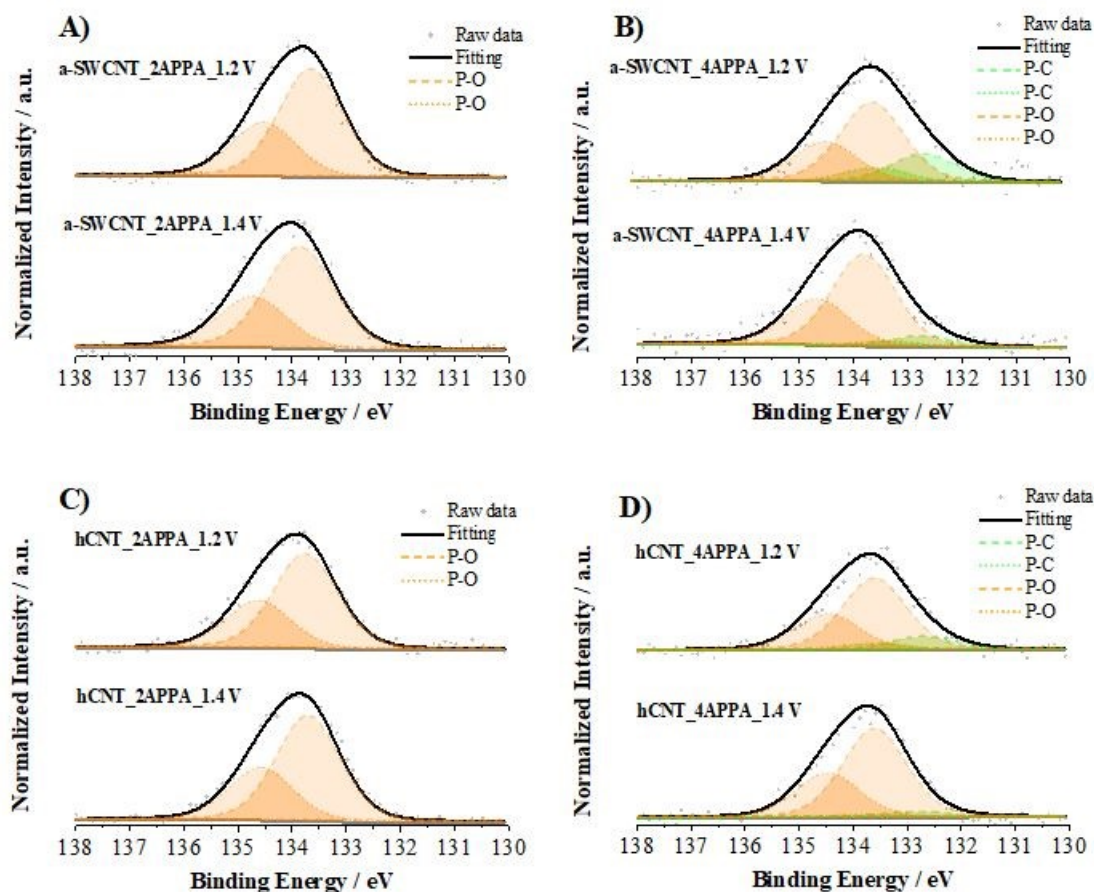 A)
Raw data
Fitting
P-O
P-O
a-SWCNT_2APPA_1.2 V
a-SWCNT_2APPA_1.4 V
Normalized Intensity / a.u.
138 137 136 135 134 133 132 131 130
Binding Energy / eV
B)
Raw data
Fitting
P-C
P-C
P-O
P-O
a-SWCNT_4APPA_1.2 V
a-SWCNT_4APPA_1.4 V
Normalized Intensity / a.u.
138 137 136 135 134 133 132 131 130
Binding Energy / eV
C)
Raw data
Fitting
P-O
P-O
hCNT_2APPA_1.2 V
hCNT_2APPA_1.4 V
Normalized Intensity / a.u.
138 137 136 135 134 133 132 131 130
Binding Energy / eV
D)
Raw data
Fitting
P-C
P-C
P-O
P-O
hCNT_4APPA_1.2 V
hCNT_4APPA_1.4 V
Normalized Intensity / a.u.
138 137 136 135 134 133 132 131 130
Binding Energy / eV